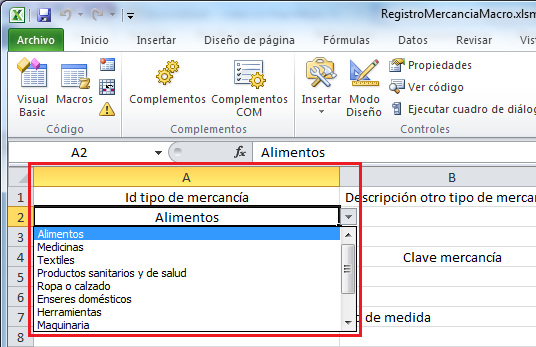 RegistroMercanciaMacro.xlsm
Archivo Inicio Insertar Diseño de página Fórmulas Datos Revisar Vis
Visual Basic Macros Complementos Complementos COM Insertar Modo Diseño Propiedades
Ver código
Ejecutar cuadro de diálog
Código Complementos Controles
A2 fx Alimentos
A B
1 Id tipo de mercancía Descripción otro tipo de mercan
2 Alimentos
3 Alimentos
Medicinas
4 Textiles Clave mercancía
5 Productos sanitarios y de salud
Ropa o calzado
6 Enseres domésticos
7 Herramientas de medida
Maquinaria
8